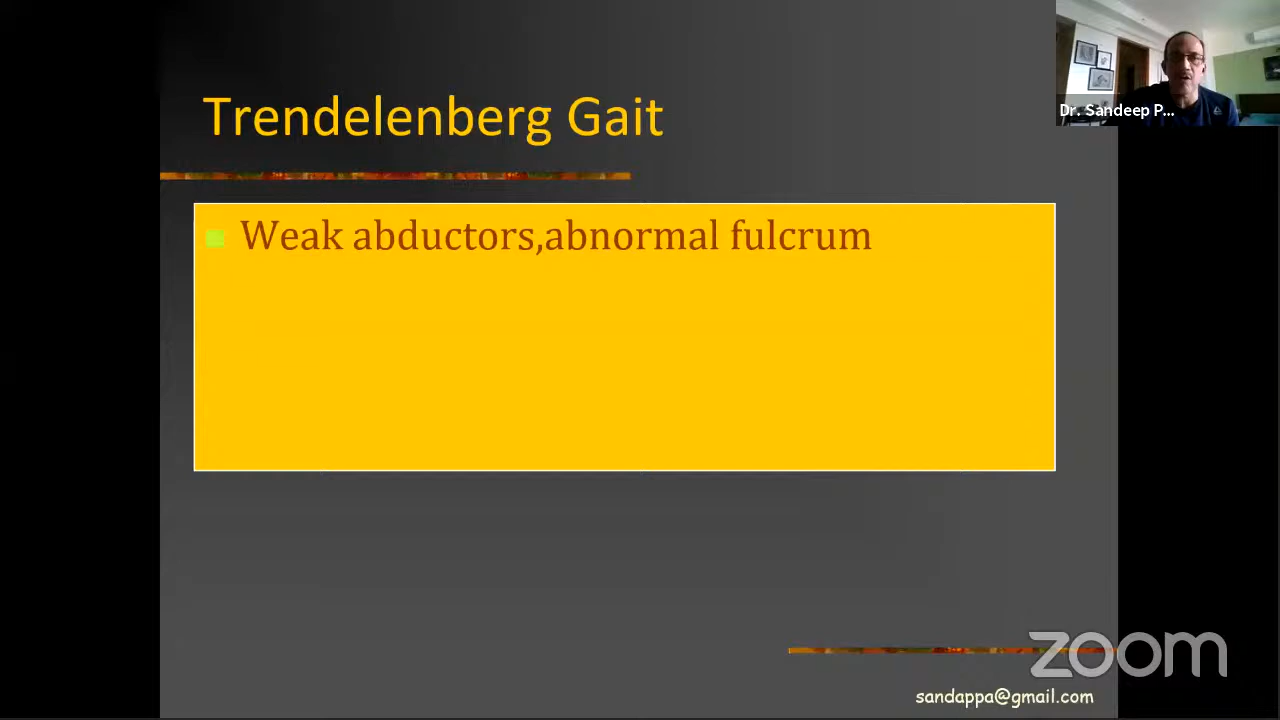 Trendelenberg Gait
Dr. Sandeep P...
Weak abductors,abnormal fulcrum
zoom
sandappa@gmail.com